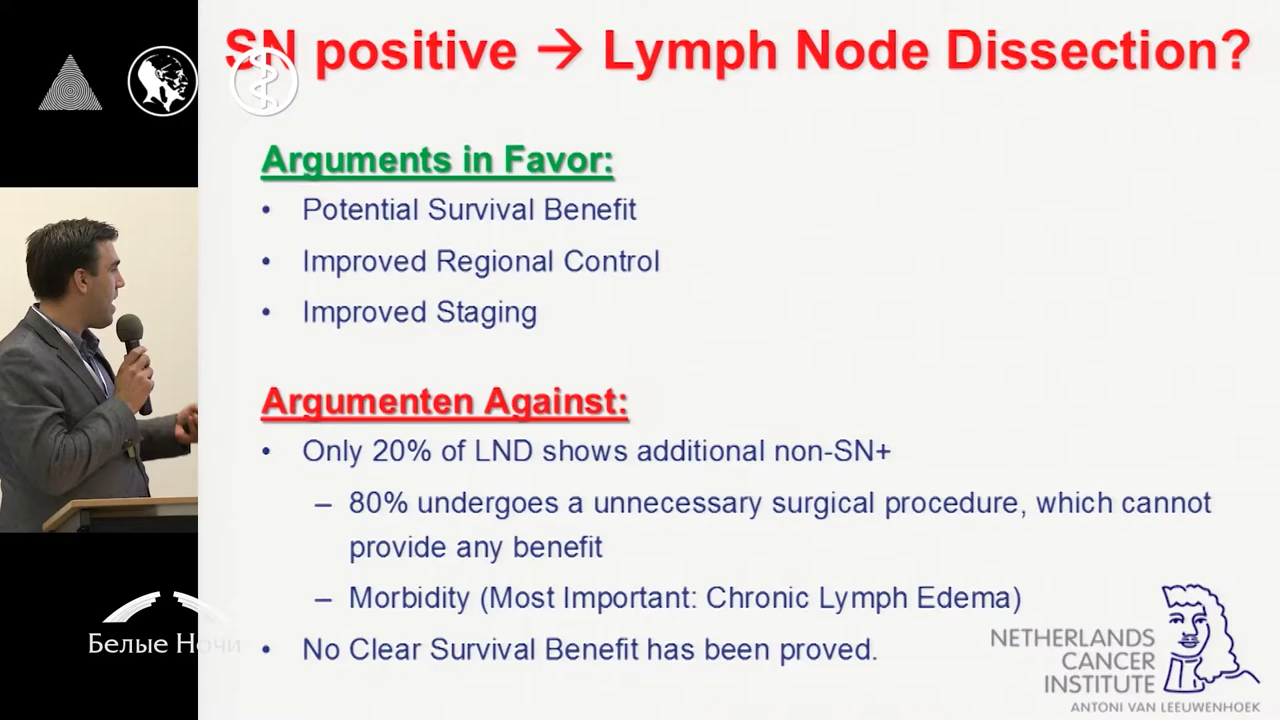 SN positive → Lymph Node Dissection?
Arguments in Favor:
• Potential Survival Benefit
• Improved Regional Control
• Improved Staging
Argumenten Against:
• Only 20% of LND shows additional non-SN+
– 80% undergoes a unnecessary surgical procedure, which cannot
provide any benefit
– Morbidity (Most Important: Chronic Lymph Edema)
• No Clear Survival Benefit has been proved.
Белые Ночи
NETHERLANDS
CANCER
INSTITUTE
ANTONI VAN LEEUWENHOEK